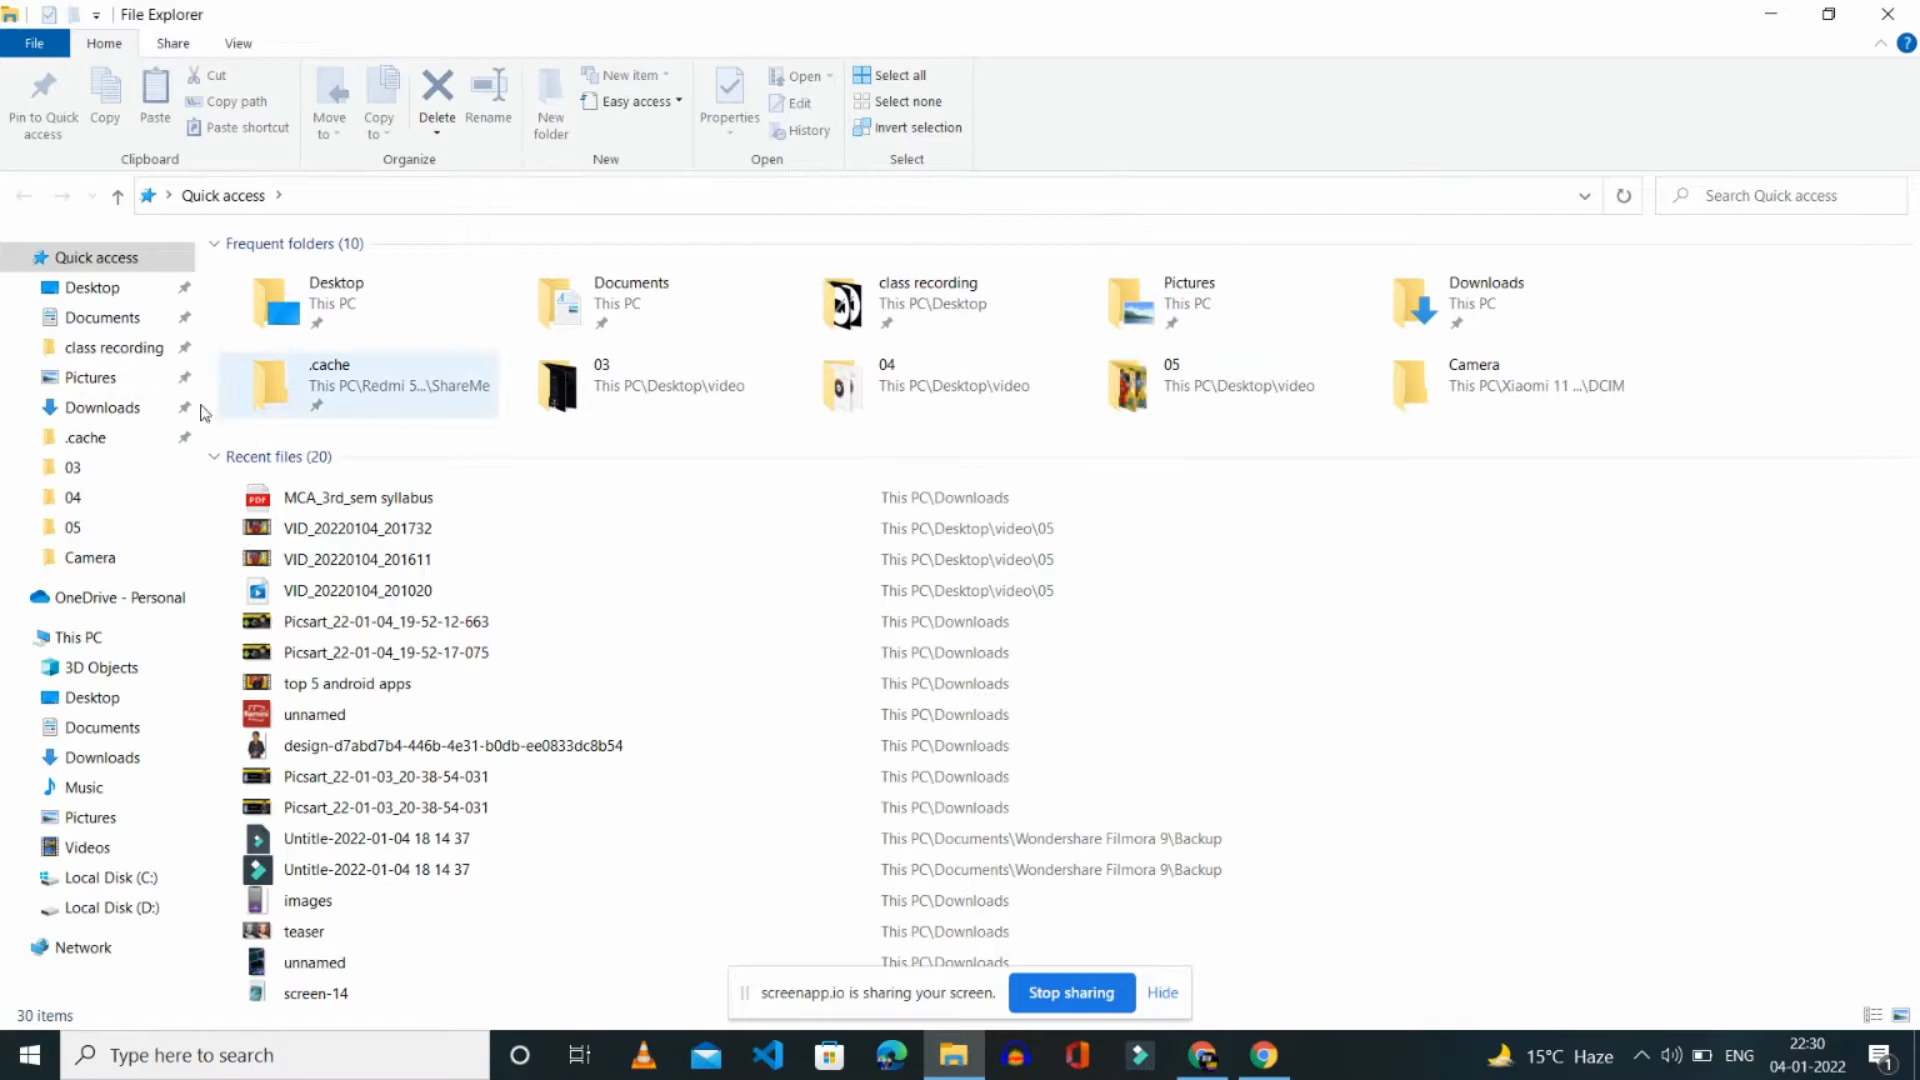 File Explorer
File Home Share View
Pin to Quick access
Copy
Paste
Cut
Copy path
Paste shortcut
Clipboard
Move to
Copy to
Delete
Rename
Organize
New folder
New item
Easy access
New
Properties
Open
Edit
History
Open
Select all
Select none
Invert selection
Select
Quick access
Search Quick access
Quick access
Desktop
Documents
class recording
Pictures
Downloads
.cache
03
04
05
Camera
OneDrive - Personal
This PC
3D Objects
Desktop
Documents
Downloads
Music
Pictures
Videos
Local Disk (C:)
Local Disk (D:)
Network
Frequent folders (10)
Desktop
This PC
Documents
This PC
class recording
This PC\Desktop
Pictures
This PC
Downloads
This PC
.cache
This PC\Redmi 5...\ShareMe
03
This PC\Desktop\video
04
This PC\Desktop\video
05
This PC\Desktop\video
Camera
This PC\Xiaomi 11 ...\DCIM
Recent files (20)
MCA_3rd_sem syllabus This PC\Downloads
VID_20220104_201732 This PC\Desktop\video\05
VID_20220104_201611 This PC\Desktop\video\05
VID_20220104_201020 This PC\Desktop\video\05
Picsart_22-01-04_19-52-12-663 This PC\Downloads
Picsart_22-01-04_19-52-17-075 This PC\Downloads
top 5 android apps This PC\Downloads
unnamed This PC\Downloads
design-d7abd7b4-446b-4e31-b0db-ee0833dc8b54 This PC\Downloads
Picsart_22-01-03_20-38-54-031 This PC\Downloads
Picsart_22-01-03_20-38-54-031 This PC\Downloads
Untitle-2022-01-04 18 14 37 This PC\Documents\Wondershare Filmora 9\Backup
Untitle-2022-01-04 18 14 37 This PC\Documents\Wondershare Filmora 9\Backup
images This PC\Downloads
teaser This PC\Downloads
unnamed This PC\Downloads
screen-14
screenapp.io is sharing your screen. Stop sharing Hide
30 items
Type here to search
15°C Haze
ENG
22:30
04-01-2022
1